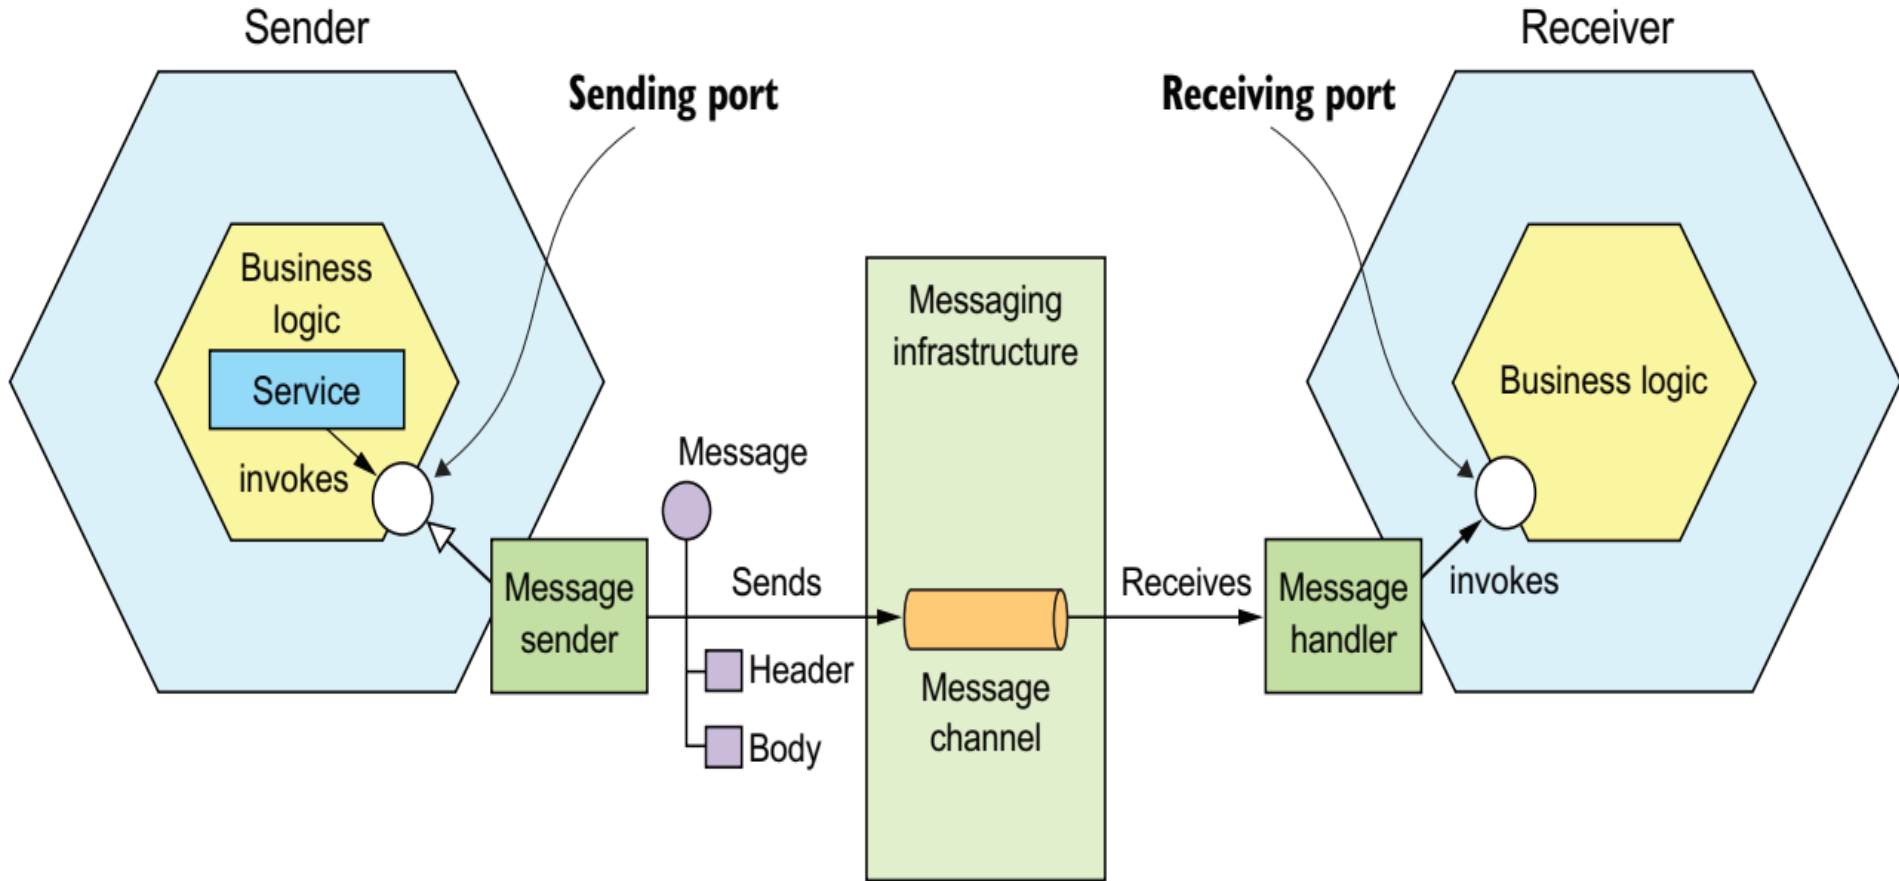 Sender
Receiver
Sending port
Receiving port
Business
logic
Service
invokes
Message
Sends
Header
Body
Message
sender
Messaging
infrastructure
Message
channel
Receives
Message
handler
invokes
Business logic